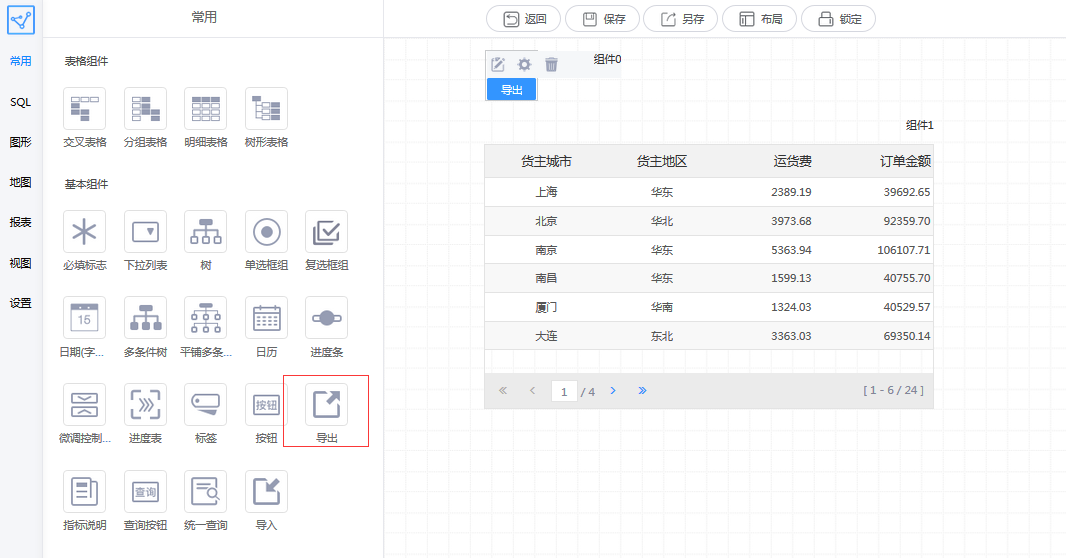 常用
返回 保存 另存 布局 锁定
常用
SQL
图形
地图
报表
视图
设置
表格组件
交叉表格 分组表格 明细表格 树形表格
基本组件
必填标志 下拉列表 树 单选框组 复选框组
15
日期(字... 多条件树 平铺多条... 日历 进度条
按钮
微调控制... 进度表 标签 按钮 导出
查询
指标说明 查询按钮 统一查询 导入
组件0
导出
组件1
货主城市 货主地区 运货费 订单金额
上海 华东 2389.19 39692.65
北京 华北 3973.68 92359.70
南京 华东 5363.94 106107.71
南昌 华东 1599.13 40755.70
厦门 华南 1324.03 40529.57
大连 东北 3363.03 69350.14
1 / 4 [ 1 - 6 / 24 ]